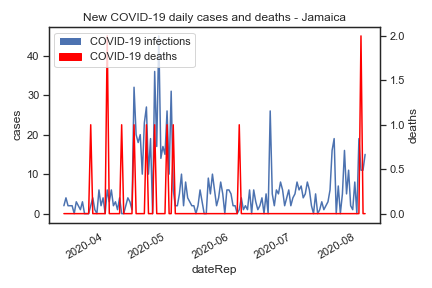 New COVID-19 daily cases and deaths - Jamaica
COVID-19 infections
COVID-19 deaths
cases
40
30
20
10
0
deaths
2.0
1.5
1.0
0.5
0.0
2020-04
2020-05
2020-06
2020-07
2020-08
dateRep